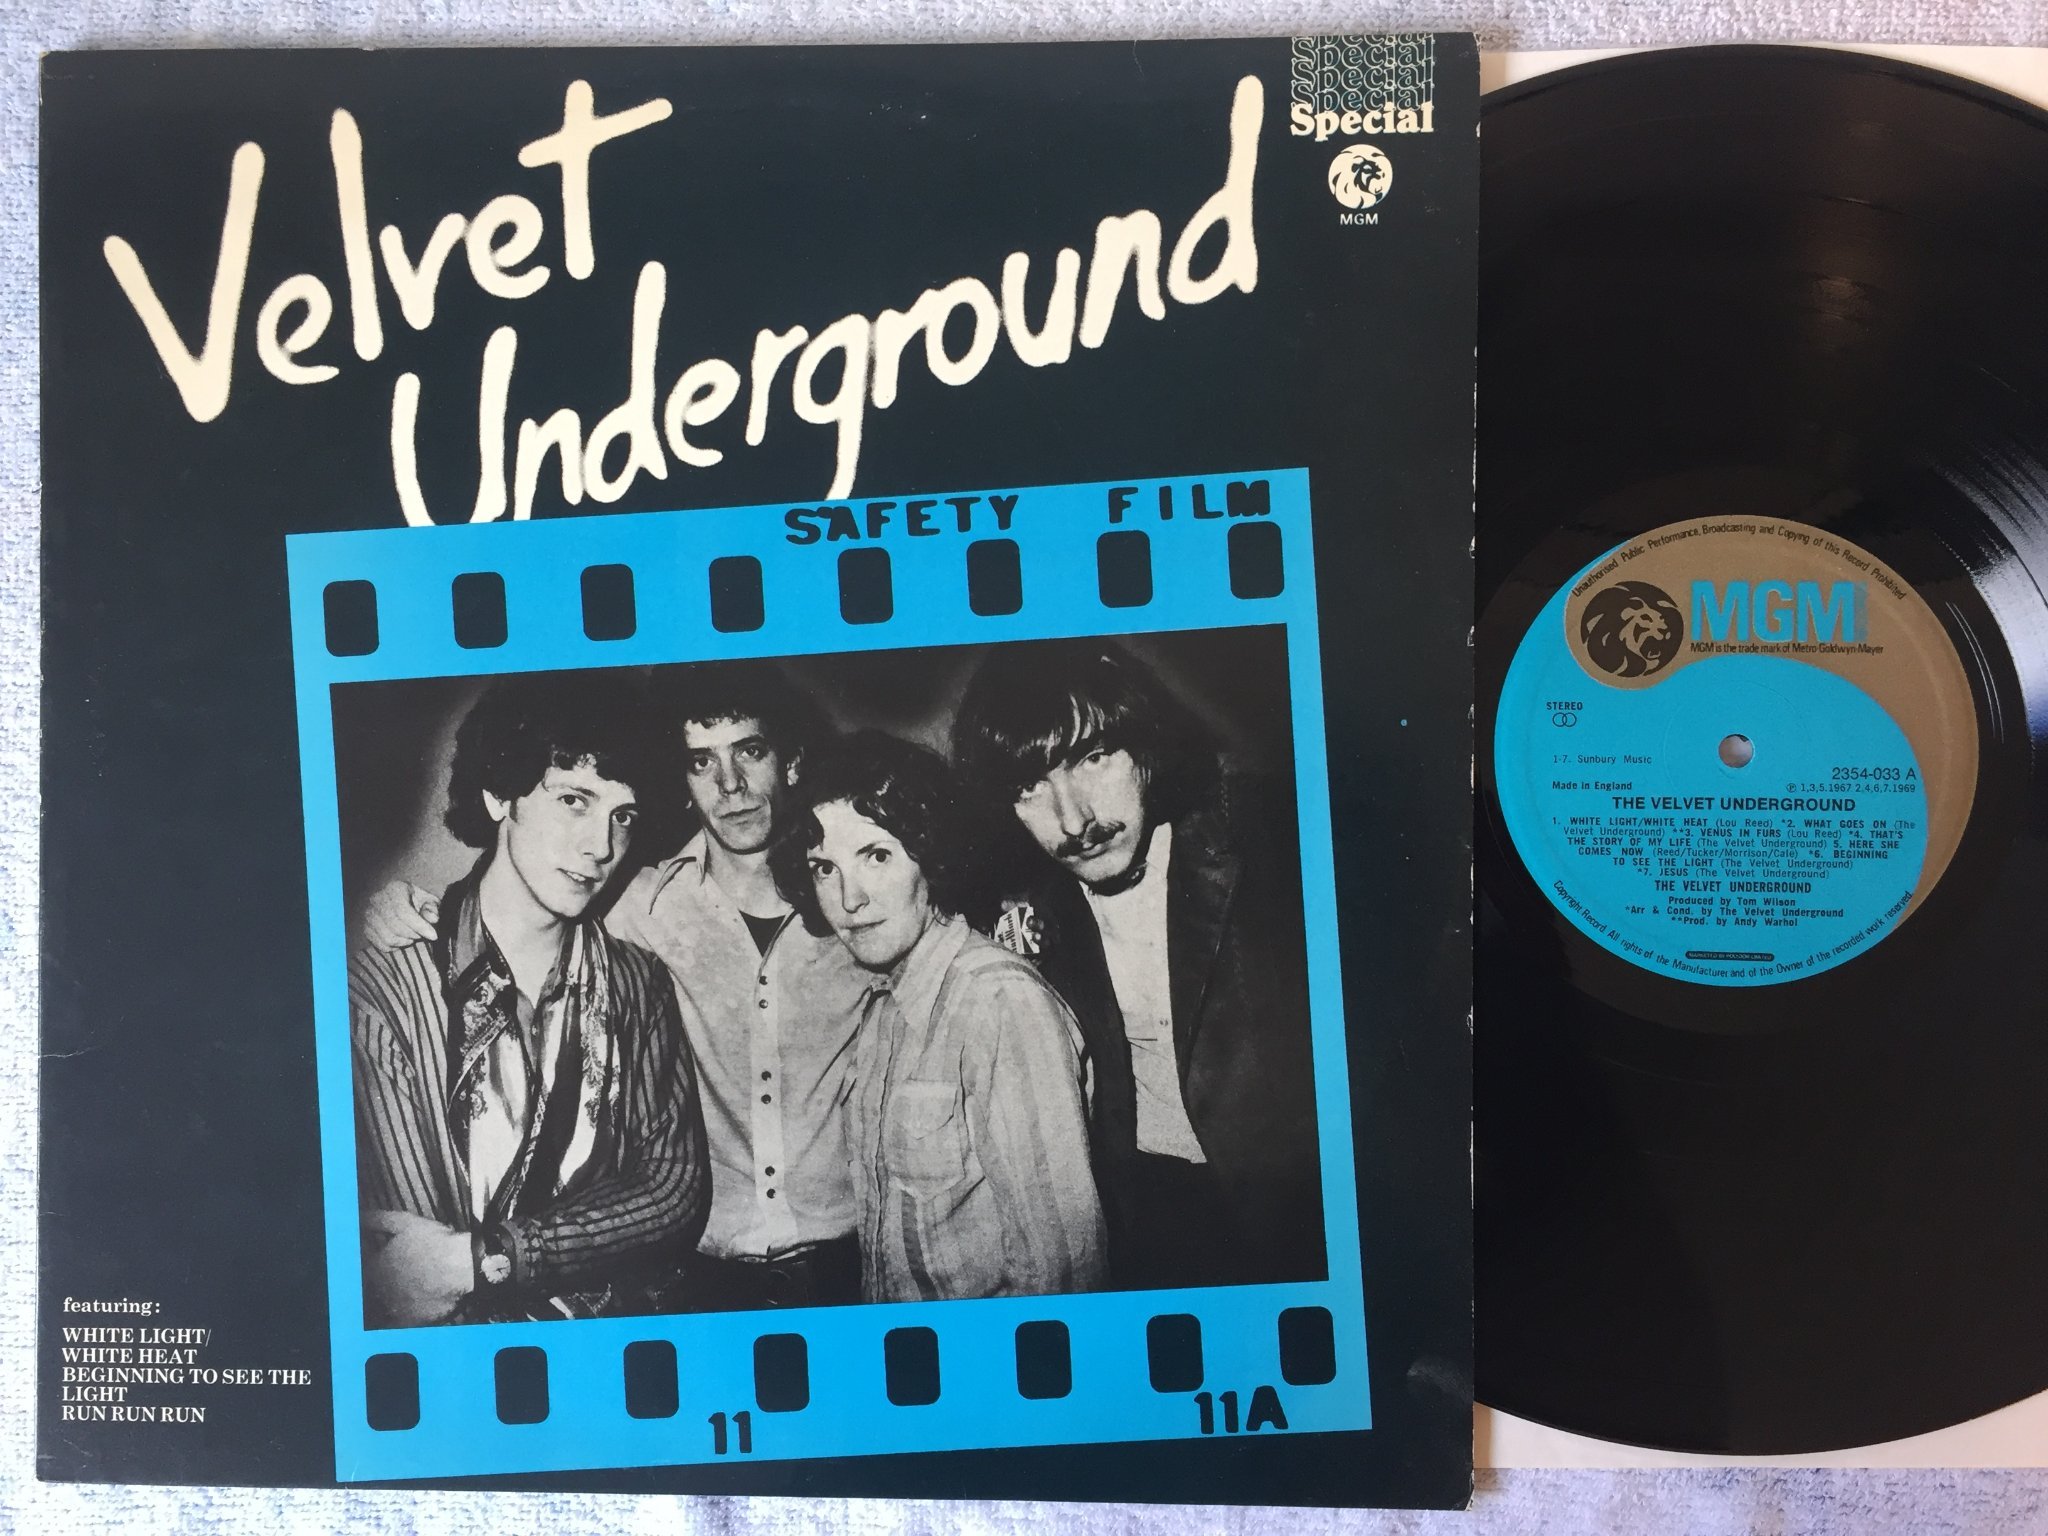 Velvet
Underground
Special
Special
Special
Special
Special
MGM
SAFETY FILM
11
11A
featuring:
WHITE LIGHT/
WHITE HEAT
BEGINNING TO SEE THE
LIGHT
RUN RUN RUN
Unauthorised Public Performance, Broadcasting and Copying of this Record Prohibited
MGM
MGM is the trade mark of Metro-Goldwyn-Mayer
STEREO
1-7. Sunbury Music
2354-033 A
Made in England
℗ 1,3,5.1967 2,4,6,7.1969
THE VELVET UNDERGROUND
1. WHITE LIGHT/WHITE HEAT (Lou Reed) *2. WHAT GOES ON (The
Velvet Underground) **3. VENUS IN FURS (Lou Reed) *4. THAT'S
THE STORY OF MY LIFE (The Velvet Underground) 5. HERE SHE
COMES NOW (Reed/Tucker/Morrison/Cale) *6. BEGINNING
TO SEE THE LIGHT (The Velvet Underground)
*7. JESUS (The Velvet Underground)
THE VELVET UNDERGROUND
Produced by Tom Wilson
*Arr & Cond. by The Velvet Underground
**Prod. by Andy Warhol
MARKETED BY POLYDOR LIMITED
Copyright Record. All rights of the Manufacturer and of the Owner of the recorded work reserved.